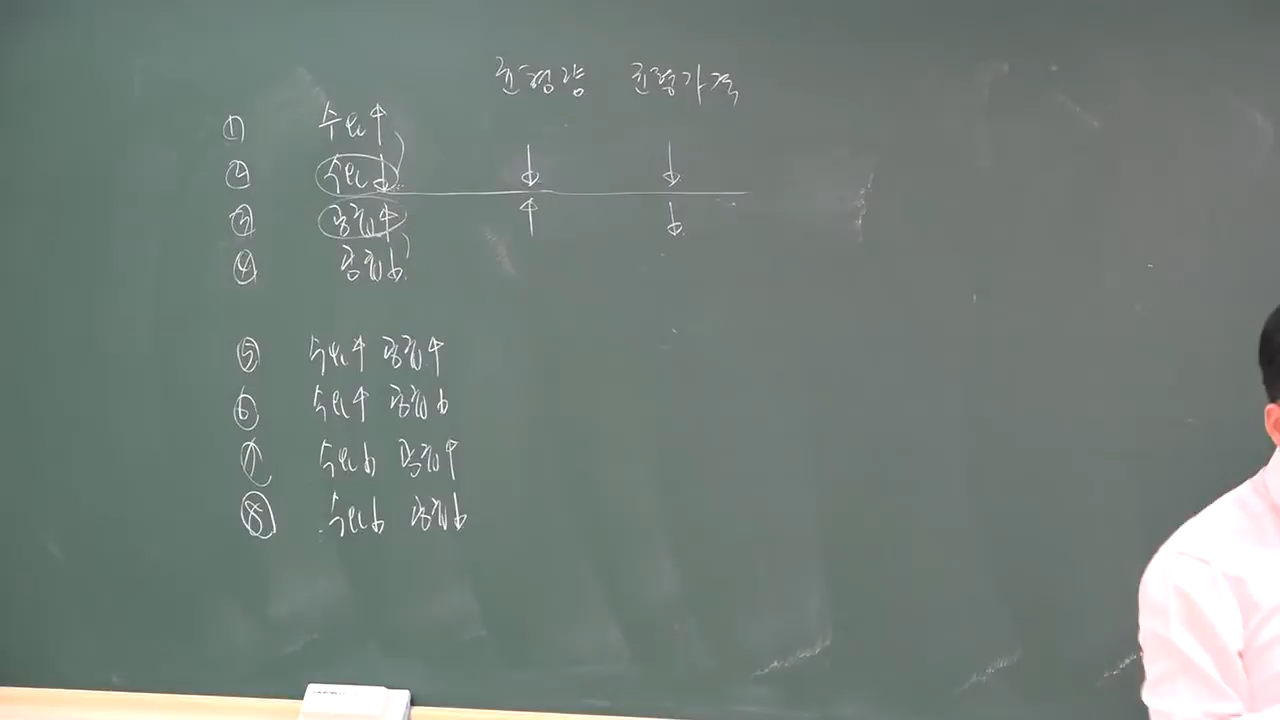 균형량 균형가격
① 수요↑
② 수요↓ ↓ ↓
③ 공급↑ ↑ ↓
④ 공급↓
⑤ 수요↑ 공급↑
⑥ 수요↑ 공급↓
⑦ 수요↓ 공급↑
⑧ 수요↓ 공급↓